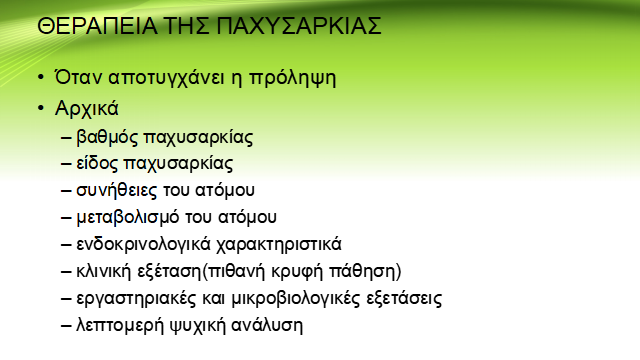 ΘΕΡΑΠΕΙΑ ΤΗΣ ΠΑΧΥΣΑΡΚΙΑΣ
• Όταν αποτυγχάνει η πρόληψη
• Αρχικά
– βαθμός παχυσαρκίας
– είδος παχυσαρκίας
– συνήθειες του ατόμου
– μεταβολισμό του ατόμου
– ενδοκρινολογικά χαρακτηριστικά
– κλινική εξέταση(πιθανή κρυφή πάθηση)
– εργαστηριακές και μικροβιολογικές εξετάσεις
– λεπτομερή ψυχική ανάλυση